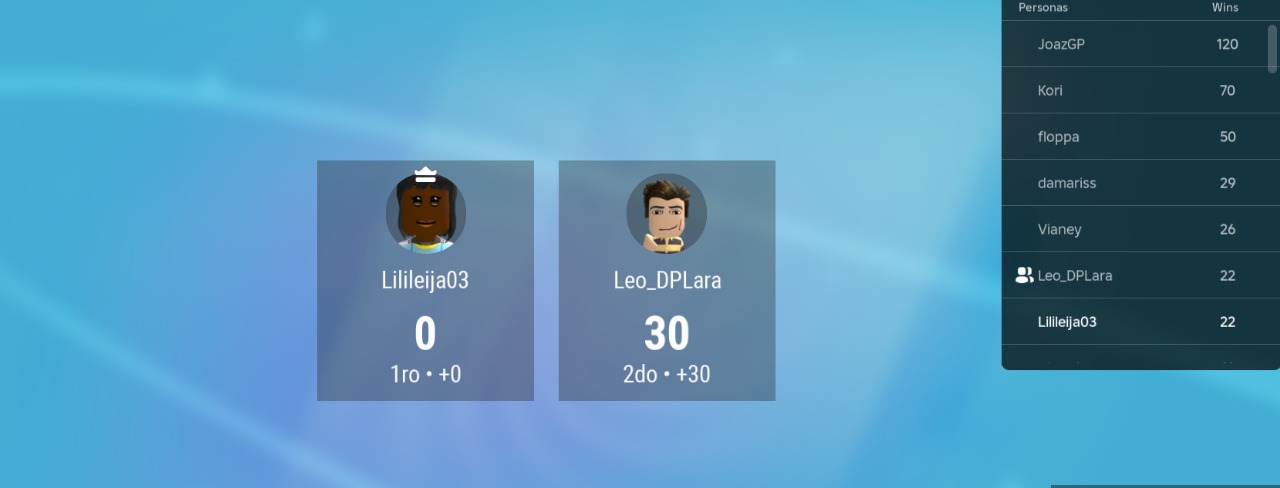 Personas Wins
JoazGP 120
Kori 70
floppa 50
damariss 29
Vianey 26
Leo_DPLara 22
Lilileija03 22
Lilileija03
0
1ro • +0
Leo_DPLara
30
2do • +30